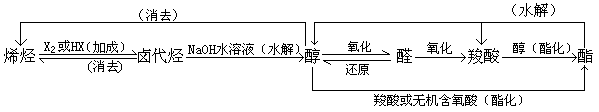 (消去)
(水解)
烯烃 X₂或HX(加成) (消去) 卤代烃 NaOH水溶液(水解) 醇 氧化 还原 醛 氧化 羧酸 醇(酯化) 酯
羧酸或无机含氧酸(酯化)